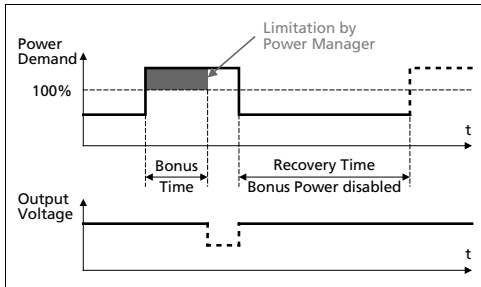 Limitation by
Power Manager
Power
Demand
100%
t
Bonus
Time
Recovery Time
Bonus Power disabled
Output
Voltage
t